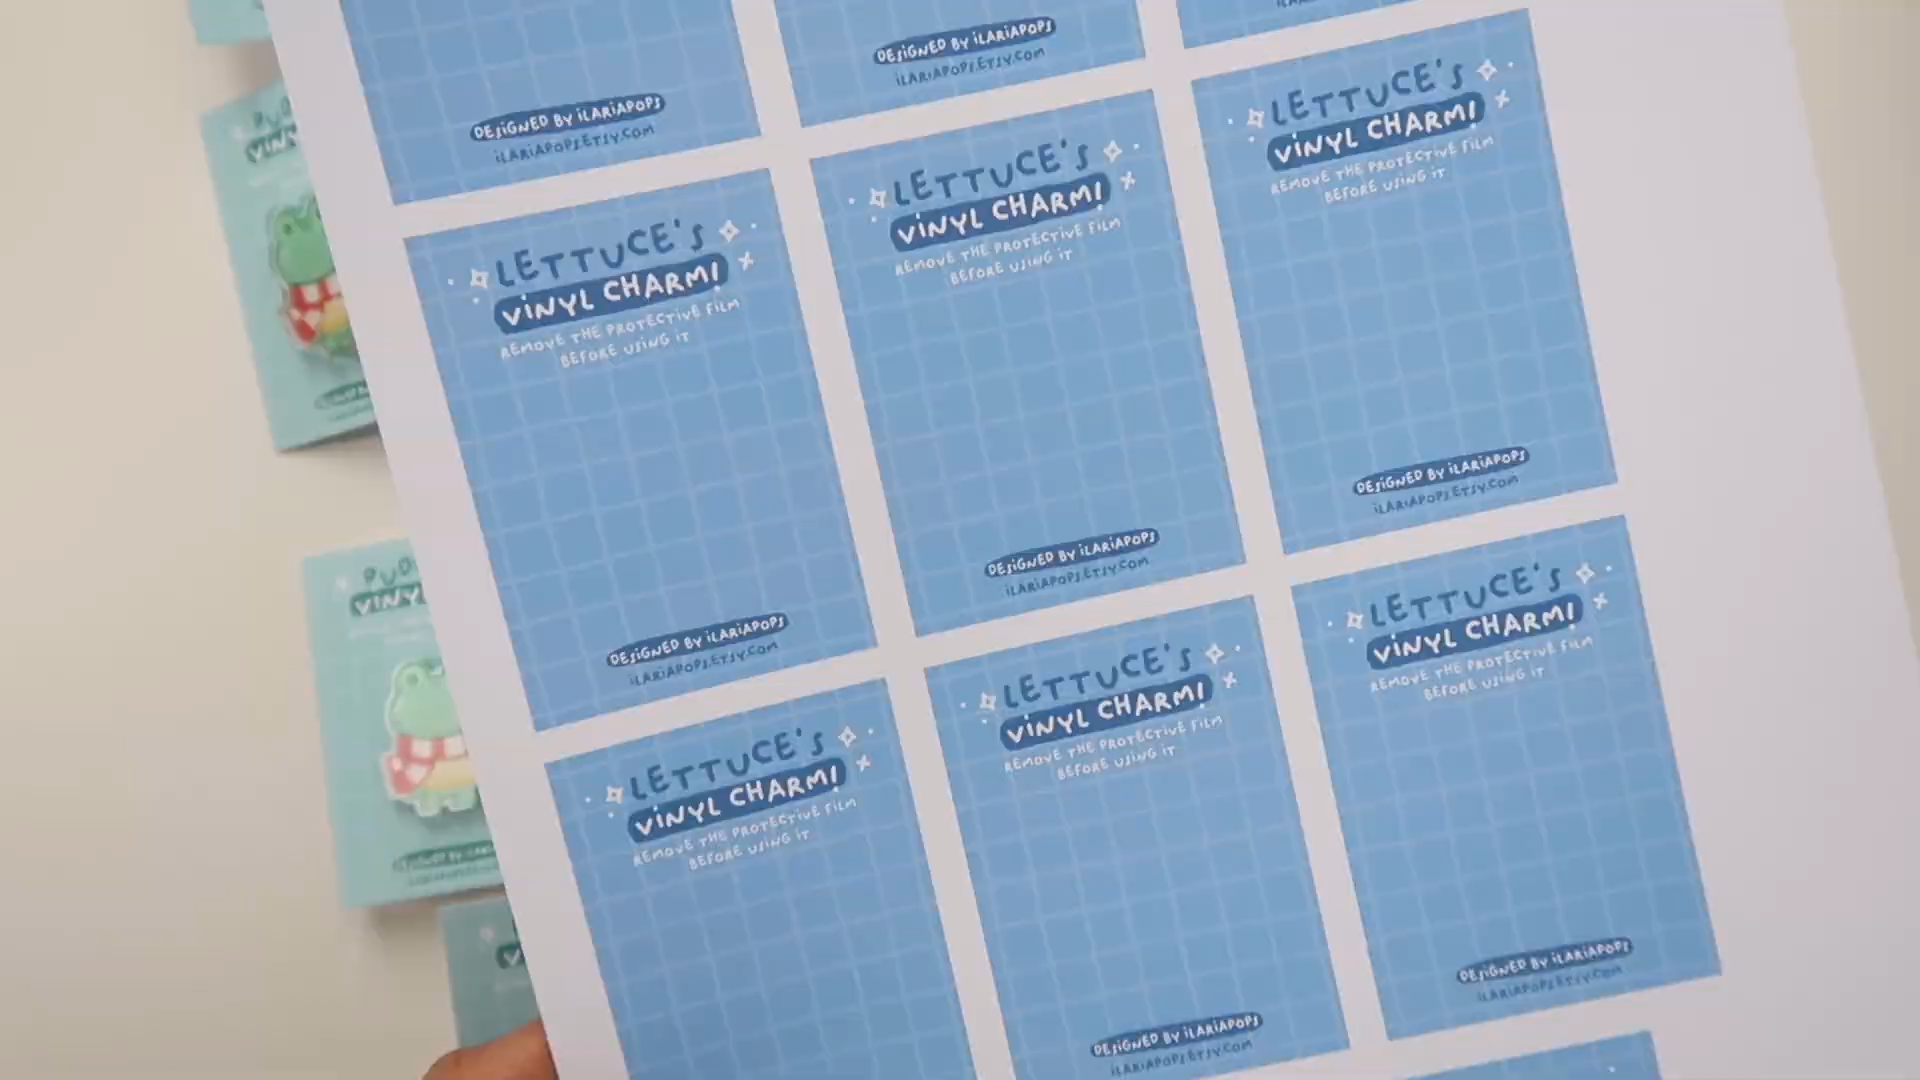 DESIGNED BY iLARiAPOPS
iLARiAPOPS.ETSY.COM
DESIGNED BY iLARiAPOPS
iLARiAPOPS.ETSY.COM
LETTUCE'S
ViNYL CHARM!
REMOVE THE PROTECTiVE FiLM
BEFORE USiNG iT
DESIGNED BY iLARiAPOPS
iLARiAPOPS.ETSY.COM
LETTUCE'S
ViNYL CHARM!
REMOVE THE PROTECTiVE FiLM
BEFORE USiNG iT
DESIGNED BY iLARiAPOPS
iLARiAPOPS.ETSY.COM
LETTUCE'S
ViNYL CHARM!
REMOVE THE PROTECTiVE FiLM
BEFORE USiNG iT
DESIGNED BY iLARiAPOPS
iLARiAPOPS.ETSY.COM
LETTUCE'S
ViNYL CHARM!
REMOVE THE PROTECTiVE FiLM
BEFORE USiNG iT
LETTUCE'S
ViNYL CHARM!
REMOVE THE PROTECTiVE FiLM
BEFORE USiNG iT
DESIGNED BY iLARiAPOPS
iLARiAPOPS.ETSY.COM
LETTUCE'S
ViNYL CHARM!
REMOVE THE PROTECTiVE FiLM
BEFORE USiNG iT
DESIGNED BY iLARiAPOPS
iLARiAPOPS.ETSY.COM